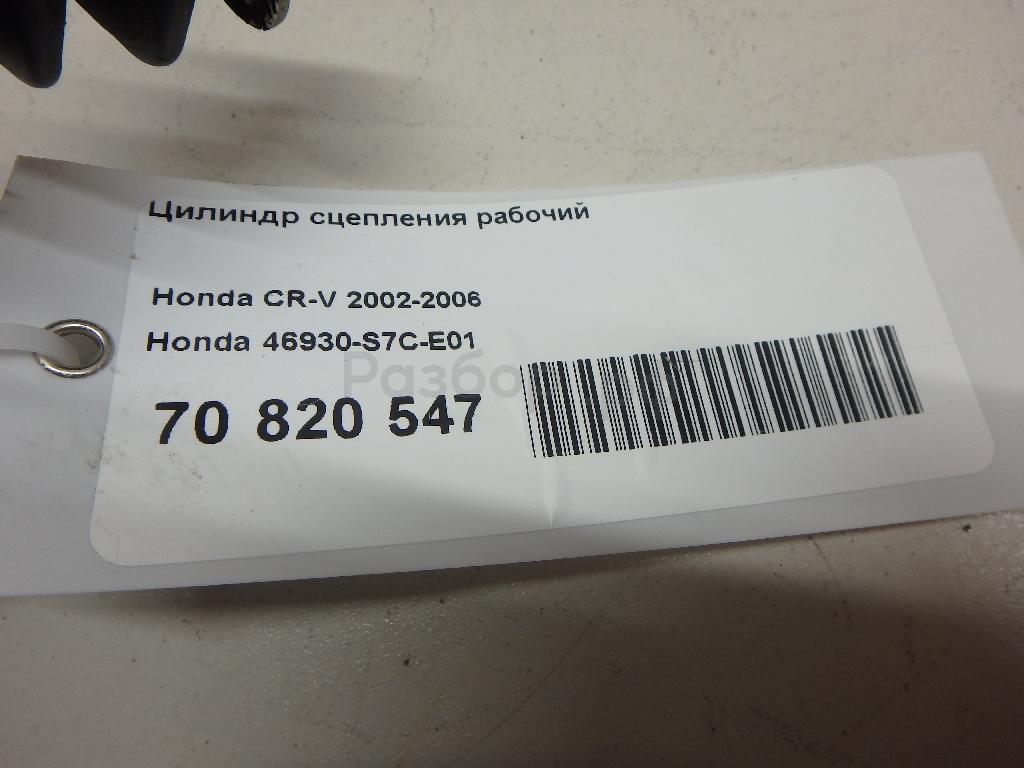 Цилиндр сцепления рабочий
Honda CR-V 2002-2006
Honda 46930-S7C-E01
70 820 547